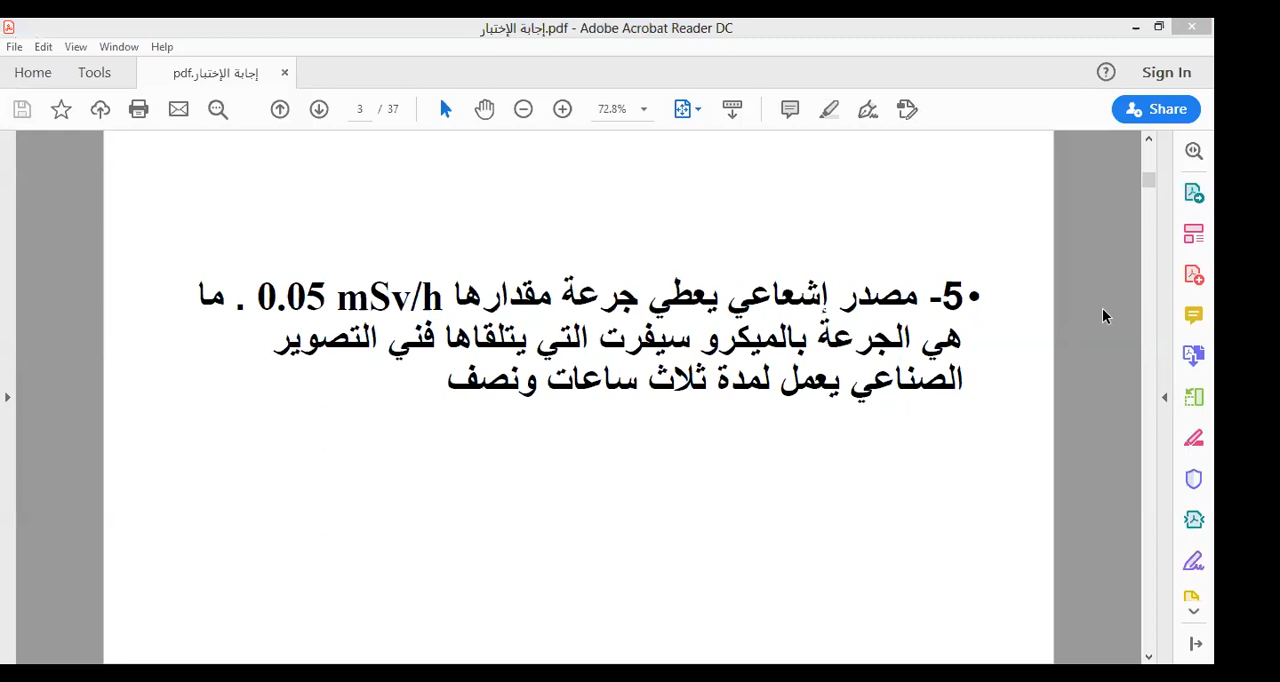 إجابة الإختبار.pdf - Adobe Acrobat Reader DC
File Edit View Window Help
Home Tools إجابة الإختبار.pdf × Sign In
3 / 37 72.8% Share
•5- مصدر إشعاعي يعطي جرعة مقدارها 0.05 mSv/h . ما
هي الجرعة بالميكرو سيفرت التي يتلقاها فني التصوير
الصناعي يعمل لمدة ثلاث ساعات ونصف